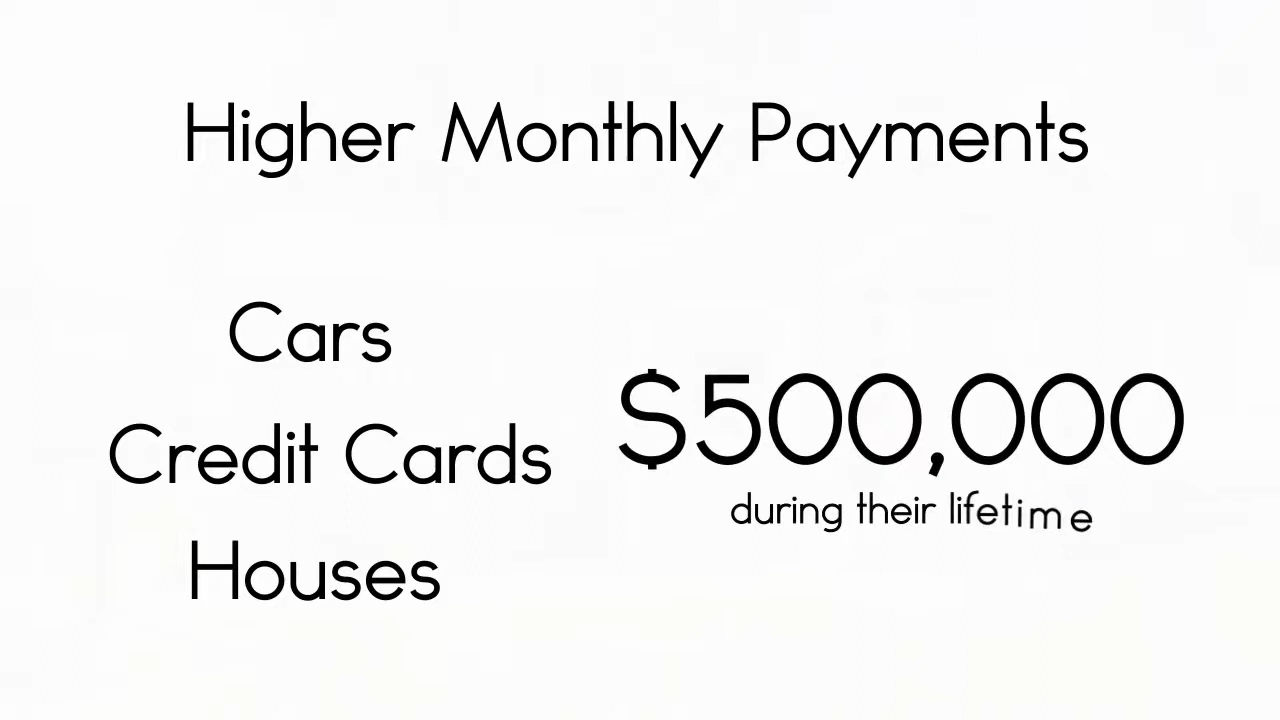 Higher Monthly Payments
Cars
Credit Cards
Houses
$500,000
during their lifetime